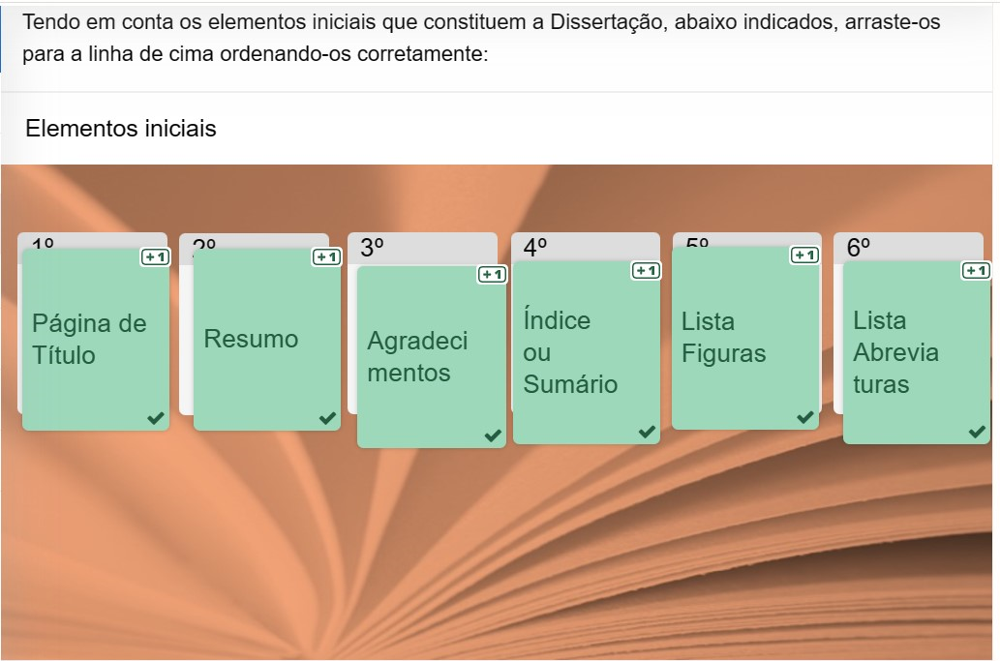 Tendo em conta os elementos iniciais que constituem a Dissertação, abaixo indicados, arraste-os
para a linha de cima ordenando-os corretamente:
Elementos iniciais
1º
2º
3º
4º
5º
6º
+1
+1
+1
+1
+1
+1
Página de
Título
Resumo
Agradeci
mentos
Índice
ou
Sumário
Lista
Figuras
Lista
Abrevia
turas